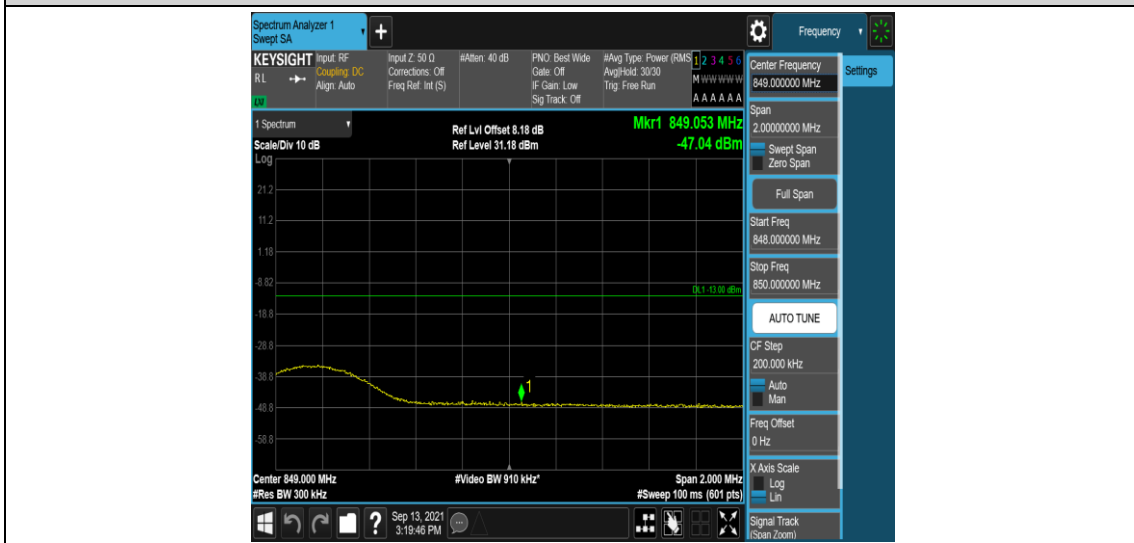 Spectrum Analyzer 1
Swept SA
+
Frequency
KEYSIGHT
RL
Input: RF
Coupling: DC
Align: Auto
Input Z: 50 Ω
Corrections: Off
Freq Ref: Int (S)
#Atten: 40 dB
PNO: Best Wide
Gate: Off
IF Gain: Low
Sig Track: Off
#Avg Type: Power (RMS
Avg|Hold: 30/30
Trig: Free Run
1 2 3 4 5 6
M W W W W W
A A A A A A
1 Spectrum
Scale/Div 10 dB
Ref Lvl Offset 8.18 dB
Ref Level 31.18 dBm
Mkr1 849.053 MHz
-47.04 dBm
Log
21.2
11.2
1.18
-8.82
-18.8
-28.8
-38.8
-48.8
-58.8
DL1 -13.00 dBm
1
Center 849.000 MHz
#Res BW 300 kHz
#Video BW 910 kHz*
Span 2.000 MHz
#Sweep 100 ms (601 pts)
Center Frequency
849.000000 MHz
Settings
Span
2.00000000 MHz
Swept Span
Zero Span
Full Span
Start Freq
848.000000 MHz
Stop Freq
850.000000 MHz
AUTO TUNE
CF Step
200.000 kHz
Auto
Man
Freq Offset
0 Hz
X Axis Scale
Log
Lin
Signal Track
(Span Zoom)
?
Sep 13, 2021
3:19:46 PM